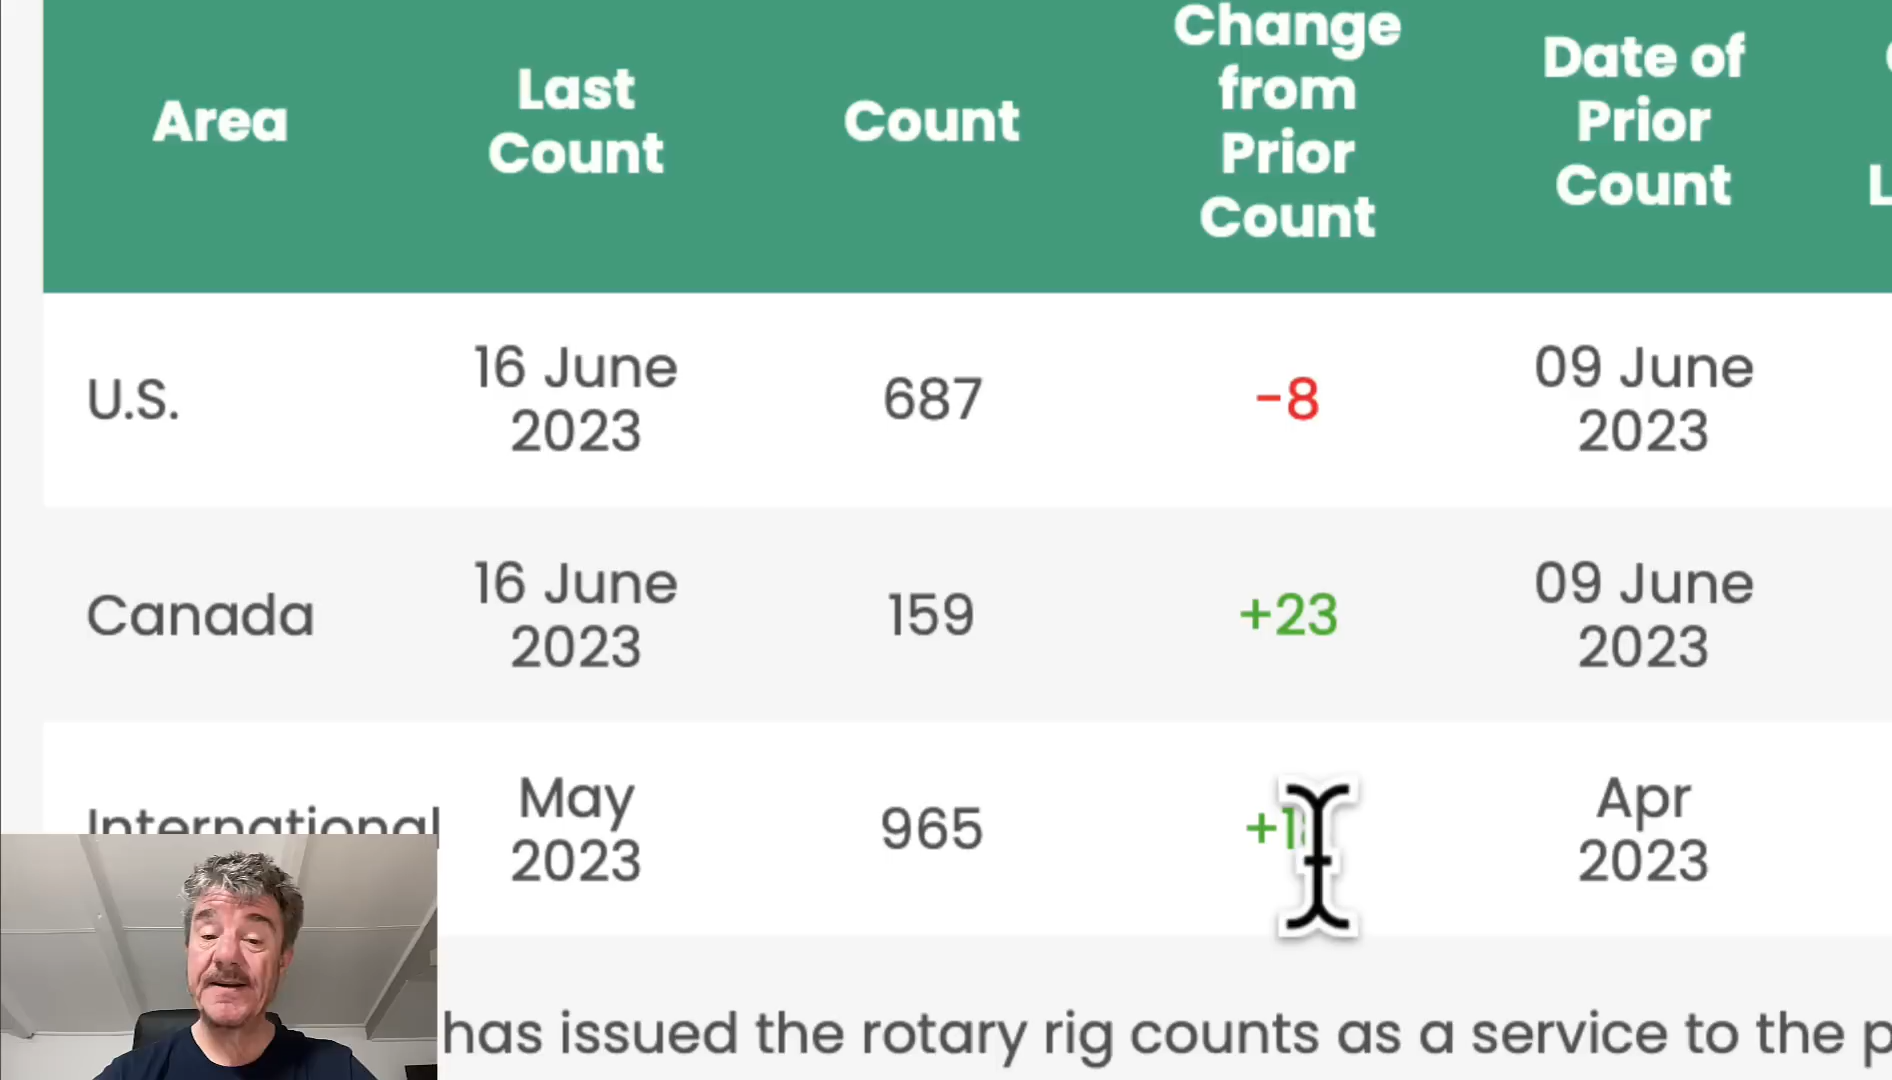 Area
Last
Count
Count
Change
from
Prior
Count
Date of
Prior
Count
U.S.
16 June
2023
687
-8
09 June
2023
Canada
16 June
2023
159
+23
09 June
2023
International
May
2023
965
Apr
2023
has issued the rotary rig counts as a service to the